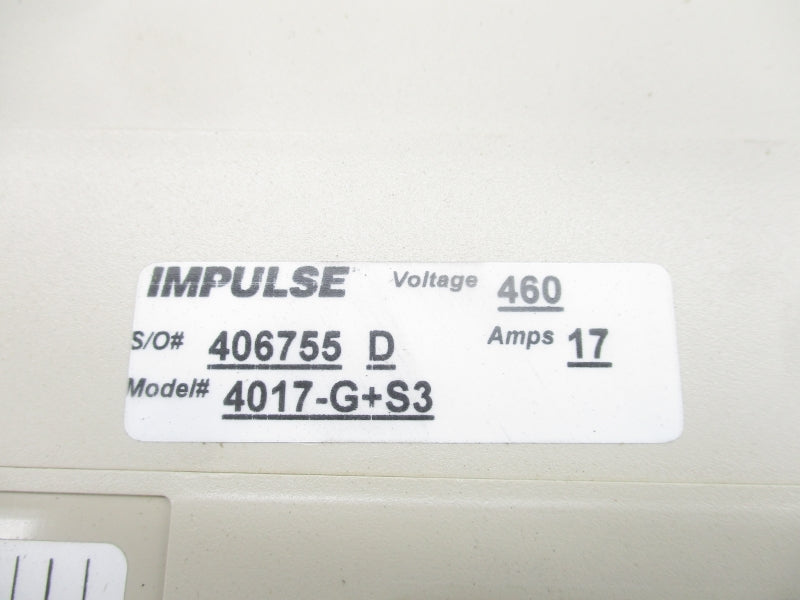 IMPULSE Voltage 460
S/O# 406755 D Amps 17
Model# 4017-G+S3